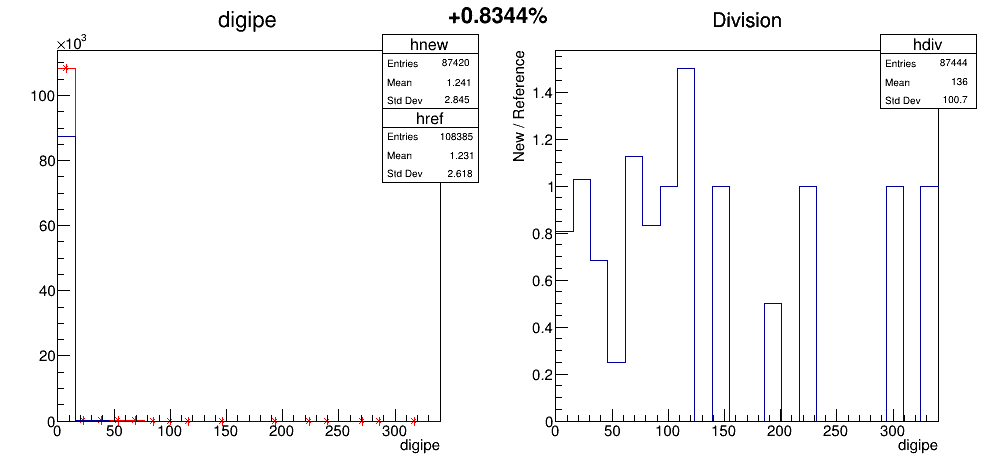 +0.8344%
digipe
×10³
hnew
Entries 87420
Mean 1.241
Std Dev 2.845
href
Entries 108385
Mean 1.231
Std Dev 2.618
100
80
60
40
20
0
0 50 100 150 200 250 300
digipe
Division
hdiv
Entries 87444
Mean 136
Std Dev 100.7
New / Reference
1.4
1.2
1
0.8
0.6
0.4
0.2
0
0 50 100 150 200 250 300
digipe